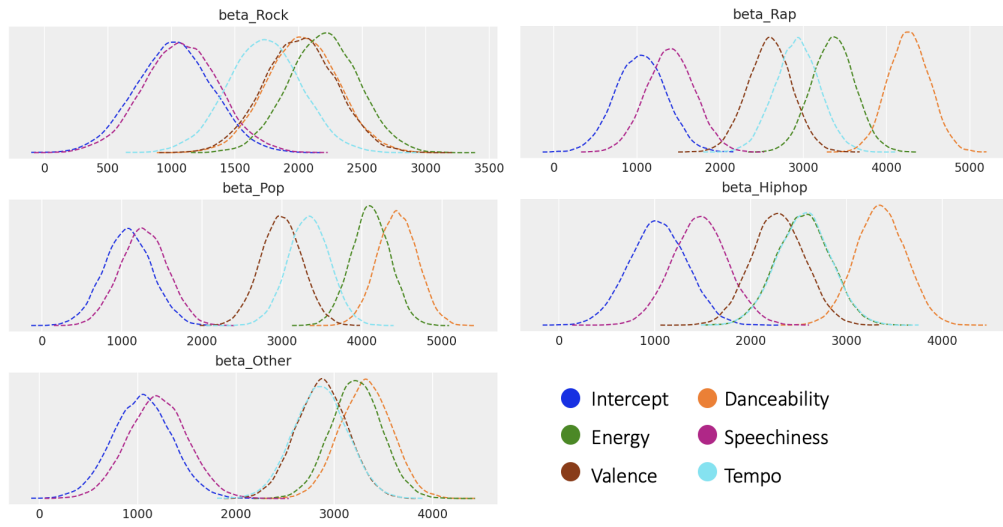 beta_Rock
0 500 1000 1500 2000 2500 3000 3500
beta_Rap
0 1000 2000 3000 4000 5000
beta_Pop
0 1000 2000 3000 4000 5000
beta_Hiphop
0 1000 2000 3000 4000
beta_Other
0 1000 2000 3000 4000
Intercept
Danceability
Energy
Speechiness
Valence
Tempo